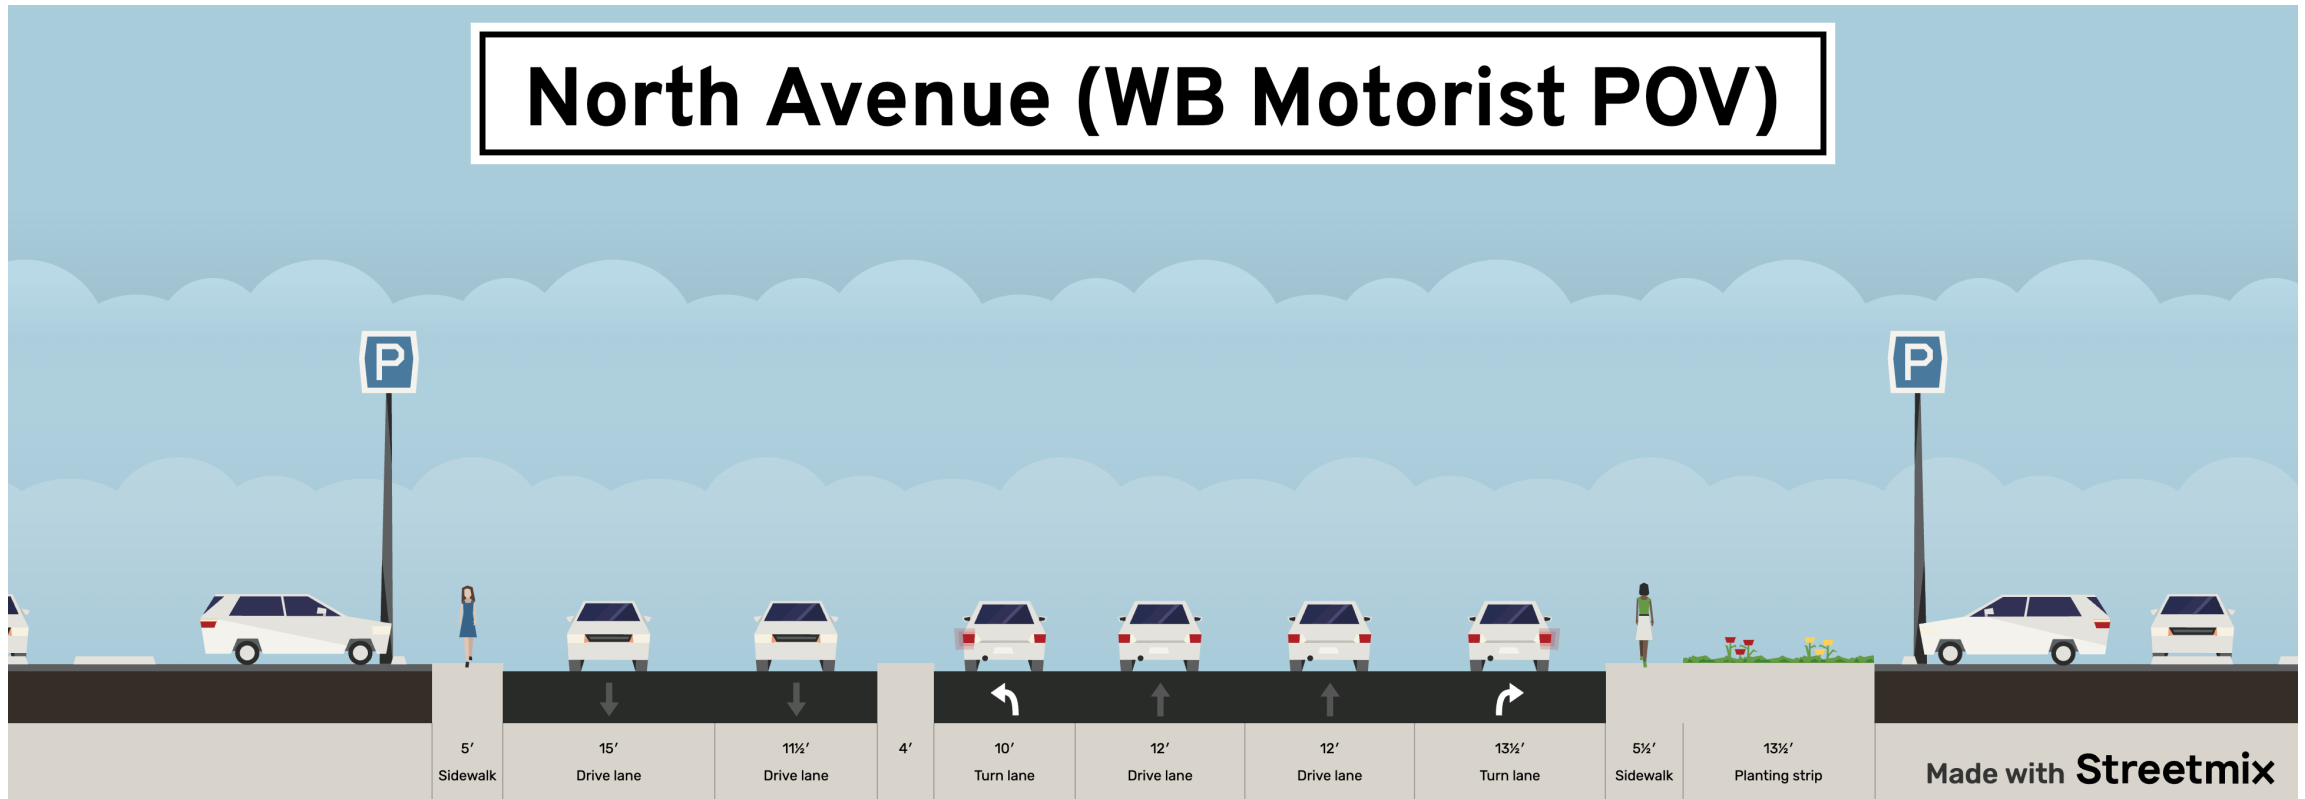 North Avenue (WB Motorist POV)
P
P
5′
15′
11½′
4′
10′
12′
12′
13½′
5½′
13½′
Sidewalk
Drive lane
Drive lane
Turn lane
Drive lane
Drive lane
Turn lane
Sidewalk
Planting strip
Made with Streetmix